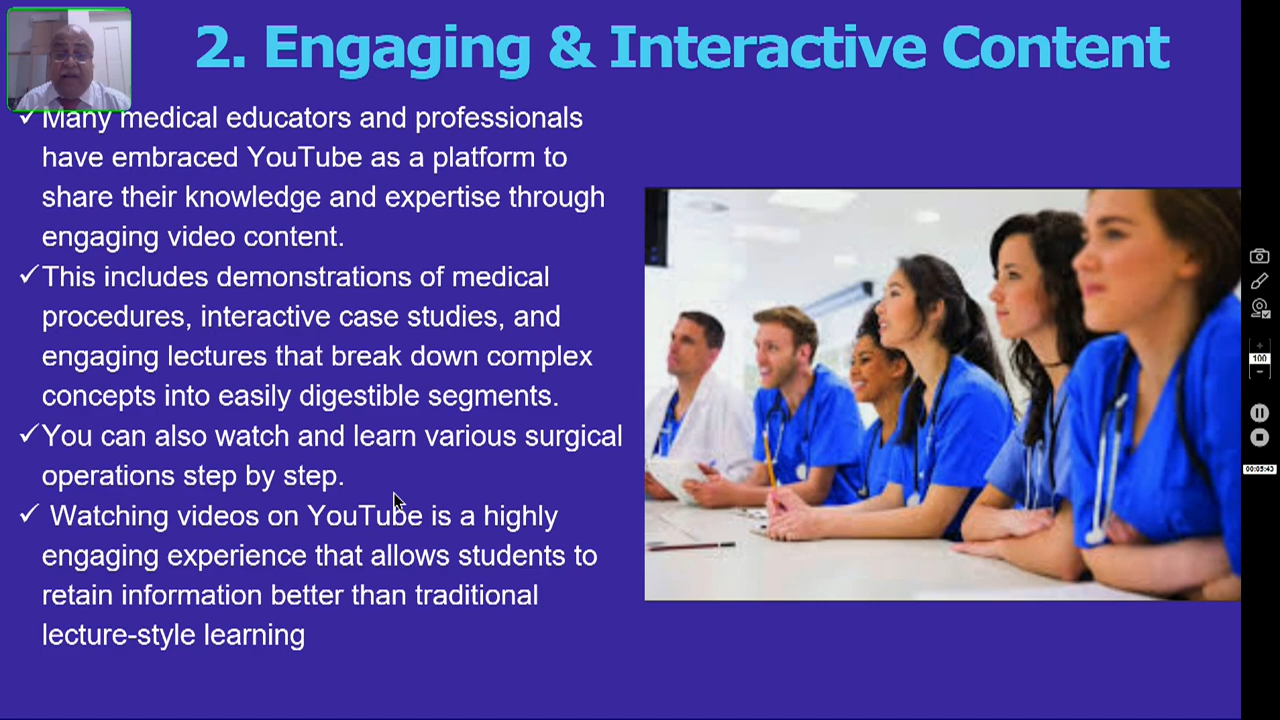 2. Engaging & Interactive Content
✓Many medical educators and professionals
have embraced YouTube as a platform to
share their knowledge and expertise through
engaging video content.
✓This includes demonstrations of medical
procedures, interactive case studies, and
engaging lectures that break down complex
concepts into easily digestible segments.
✓You can also watch and learn various surgical
operations step by step.
✓ Watching videos on YouTube is a highly
engaging experience that allows students to
retain information better than traditional
lecture-style learning
100
00:05:43